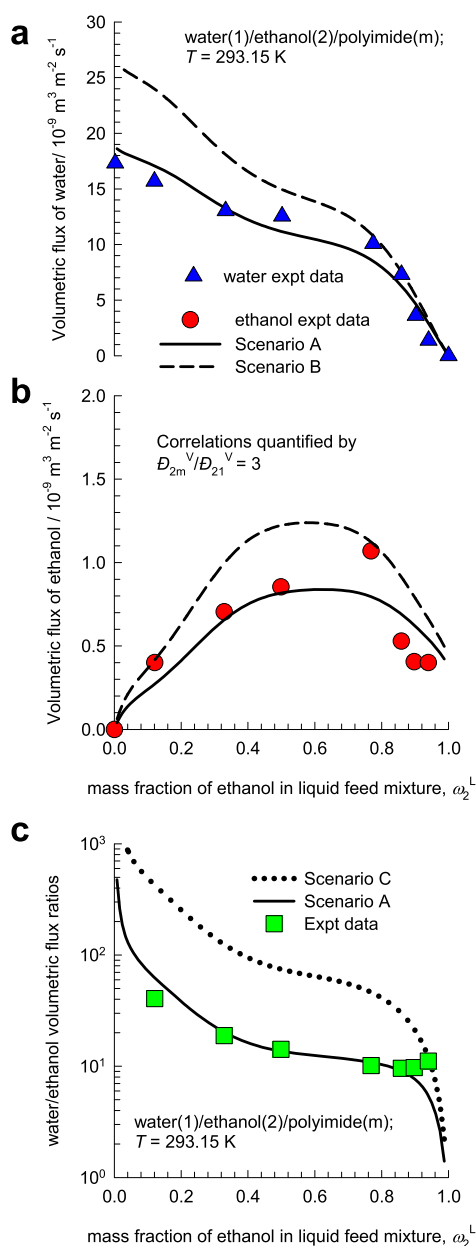 a
water(1)/ethanol(2)/polyimide(m);
T = 293.15 K
Volumetric flux of water/ 10⁻⁹ m³ m⁻² s⁻¹
30
25
20
15
10
5
0
water expt data
ethanol expt data
Scenario A
Scenario B
b
Correlations quantified by
Đ₂ₘⱽ/Đ₂₁ⱽ = 3
Volumetric flux of ethanol / 10⁻⁹ m³ m⁻² s⁻¹
2.0
1.5
1.0
0.5
0.0
0.0 0.2 0.4 0.6 0.8 1.0
mass fraction of ethanol in liquid feed mixture, ω₂ᴸ
c
water/ethanol volumetric flux ratios
10³
10²
10¹
10⁰
Scenario C
Scenario A
Expt data
water(1)/ethanol(2)/polyimide(m);
T = 293.15 K
0.0 0.2 0.4 0.6 0.8 1.0
mass fraction of ethanol in liquid feed mixture, ω₂ᴸ